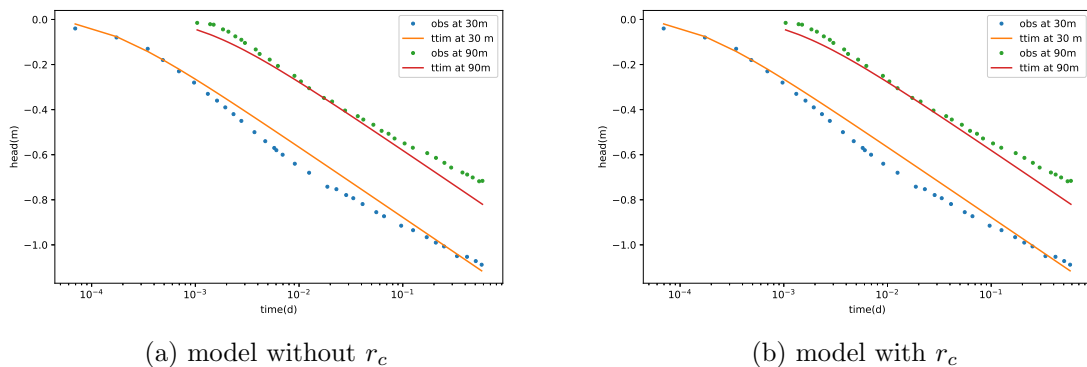 0.0
−0.2
−0.4
−0.6
−0.8
−1.0
head(m)
10⁻⁴
10⁻³
10⁻²
10⁻¹
time(d)
obs at 30m
ttim at 30 m
obs at 90m
ttim at 90m
(a) model without r_c
0.0
−0.2
−0.4
−0.6
−0.8
−1.0
head(m)
10⁻⁴
10⁻³
10⁻²
10⁻¹
time(d)
obs at 30m
ttim at 30 m
obs at 90m
ttim at 90m
(b) model with r_c